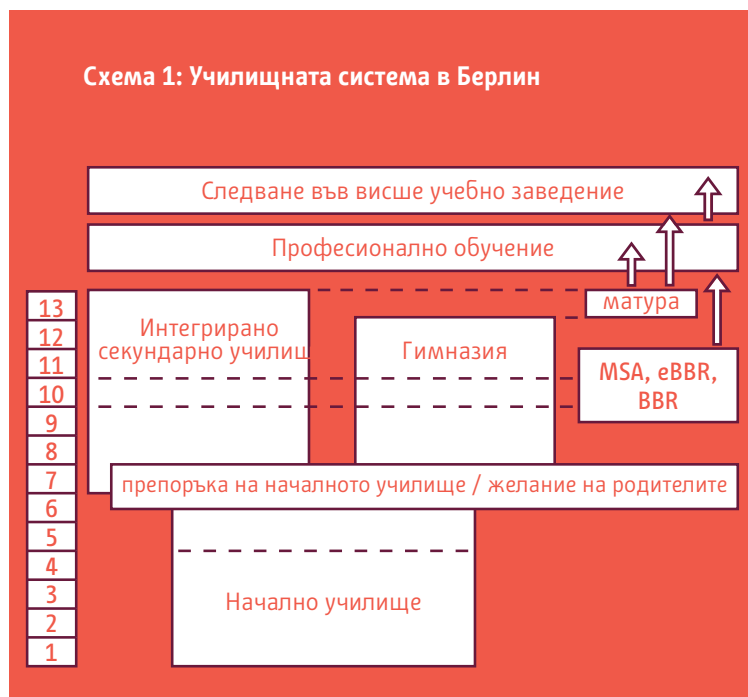 Схема 1: Училищната система в Берлин
Следване във висше учебно заведение
Професионално обучение
13
12
11
10
9
8
7
6
5
4
3
2
1
Интегрирано
секундарно училищ
Гимназия
матура
MSA, eBBR,
BBR
препоръка на началното училище / желание на родителите
Начално училище